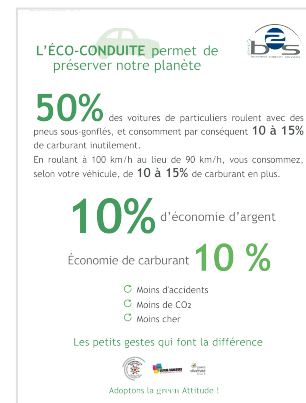 L'ÉCO-CONDUITE permet de
préserver notre planète
b2s
50% des voitures de particuliers roulent avec des
pneus sous-gonflés, et consomment par conséquent 10 à 15%
de carburant inutilement.
En roulant à 100 km/h au lieu de 90 km/h, vous consommez,
selon votre véhicule, de 10 à 15% de carburant en plus.
10% d'économie d'argent
Économie de carburant 10 %
Moins d'accidents
Moins de CO₂
Moins cher
Les petits gestes qui font la différence
Adoptons la green Attitude !